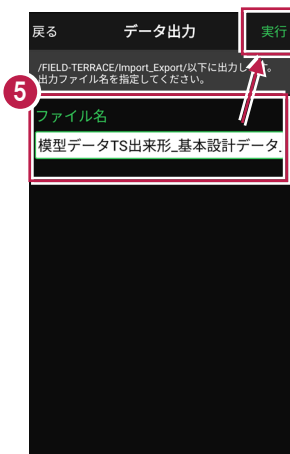 戻る データ出力 実行
/FIELD-TERRACE/Import_Export/以下に出力します。
出力ファイル名を指定してください。
5
ファイル名
模型データTS出来形_基本設計データ